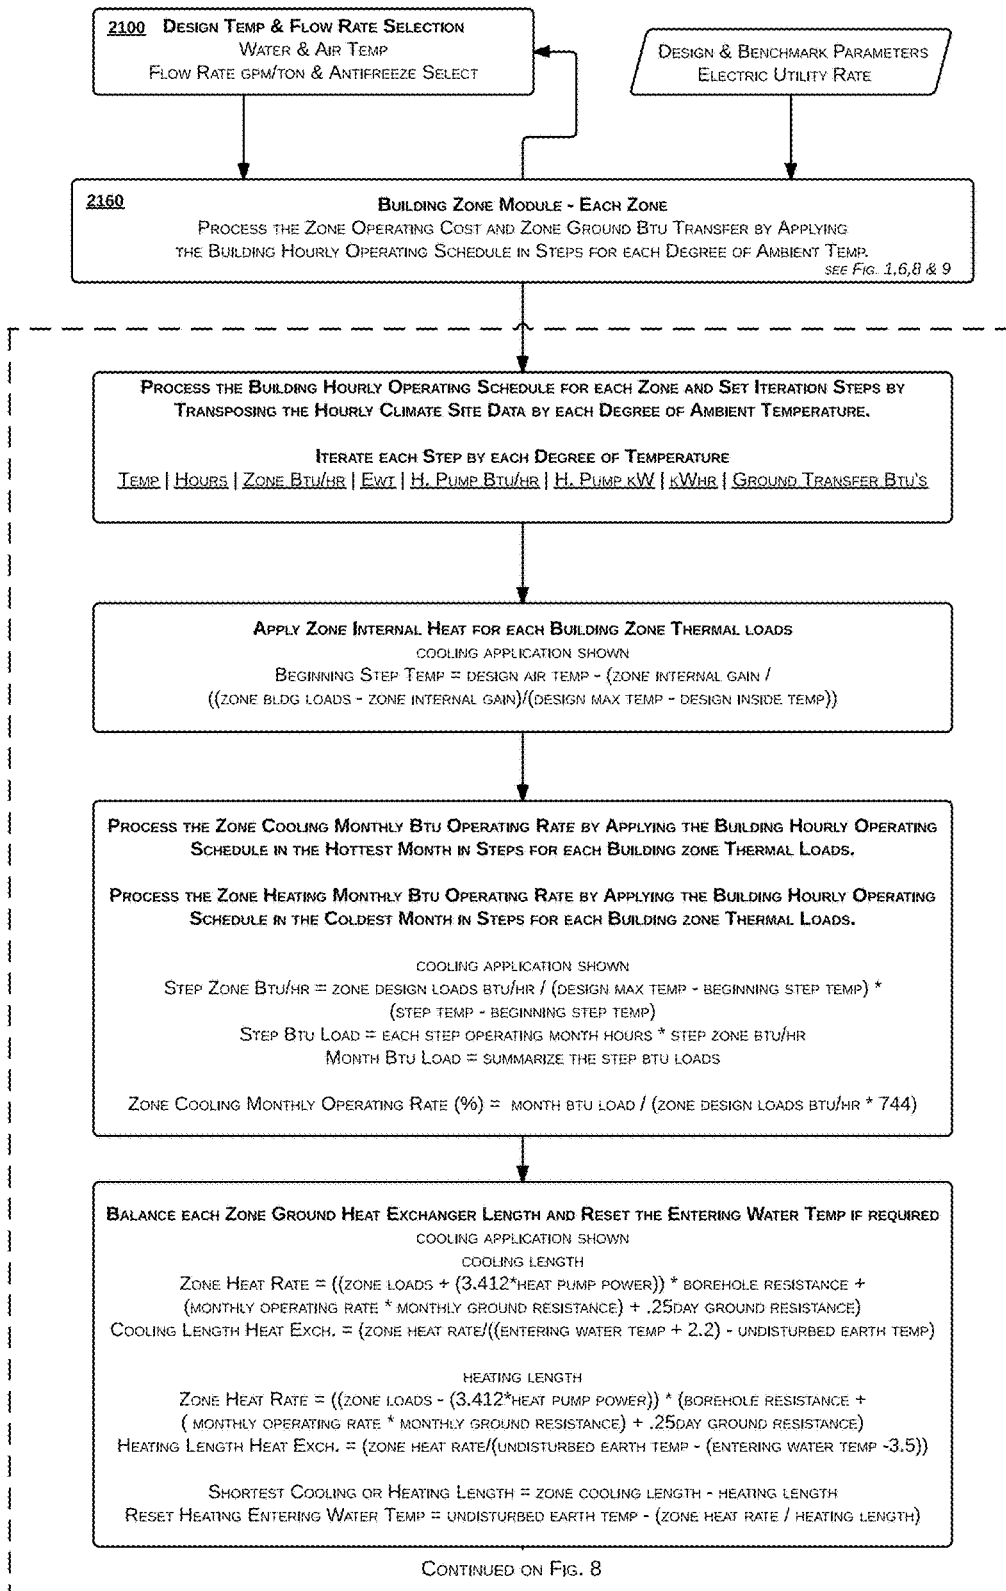 2100 Design Temp & Flow Rate Selection
Water & Air Temp
Flow Rate gpm/ton & Antifreeze Select
Design & Benchmark Parameters
Electric Utility Rate
2160
Building Zone Module - Each Zone
Process the Zone Operating Cost and Zone Ground Btu Transfer by Applying
the Building Hourly Operating Schedule in Steps for each Degree of Ambient Temp.
see Fig. 1,6,8 & 9
Process the Building Hourly Operating Schedule for each Zone and Set Iteration Steps by
Transposing the Hourly Climate Site Data by each Degree of Ambient Temperature.
Iterate each Step by each Degree of Temperature
Temp | Hours | Zone Btu/hr | Ewt | H. Pump Btu/hr | H. Pump kW | kWhr | Ground Transfer Btu's
Apply Zone Internal Heat for each Building Zone Thermal loads
cooling application shown
Beginning Step Temp = design air temp - (zone internal gain /
((zone bldg loads - zone internal gain)/(design max temp - design inside temp))
Process the Zone Cooling Monthly Btu Operating Rate by Applying the Building Hourly Operating
Schedule in the Hottest Month in Steps for each Building zone Thermal Loads.
Process the Zone Heating Monthly Btu Operating Rate by Applying the Building Hourly Operating
Schedule in the Coldest Month in Steps for each Building zone Thermal Loads.
cooling application shown
Step Zone Btu/hr = zone design loads btu/hr / (design max temp - beginning step temp) *
(step temp - beginning step temp)
Step Btu Load = each step operating month hours * step zone btu/hr
Month Btu Load = summarize the step btu loads
Zone Cooling Monthly Operating Rate (%) = month btu load / (zone design loads btu/hr * 744)
Balance each Zone Ground Heat Exchanger Length and Reset the Entering Water Temp if required
cooling application shown
cooling length
Zone Heat Rate = ((zone loads + (3.412*heat pump power)) * borehole resistance +
(monthly operating rate * monthly ground resistance) + .25day ground resistance)
Cooling Length Heat Exch. = (zone heat rate/((entering water temp + 2.2) - undisturbed earth temp)
heating length
Zone Heat Rate = ((zone loads - (3.412*heat pump power)) * (borehole resistance +
( monthly operating rate * monthly ground resistance) + .25day ground resistance)
Heating Length Heat Exch. = (zone heat rate/(undisturbed earth temp - (entering water temp -3.5))
Shortest Cooling or Heating Length = zone cooling length - heating length
Reset Heating Entering Water Temp = undisturbed earth temp - (zone heat rate / heating length)
Continued on Fig. 8